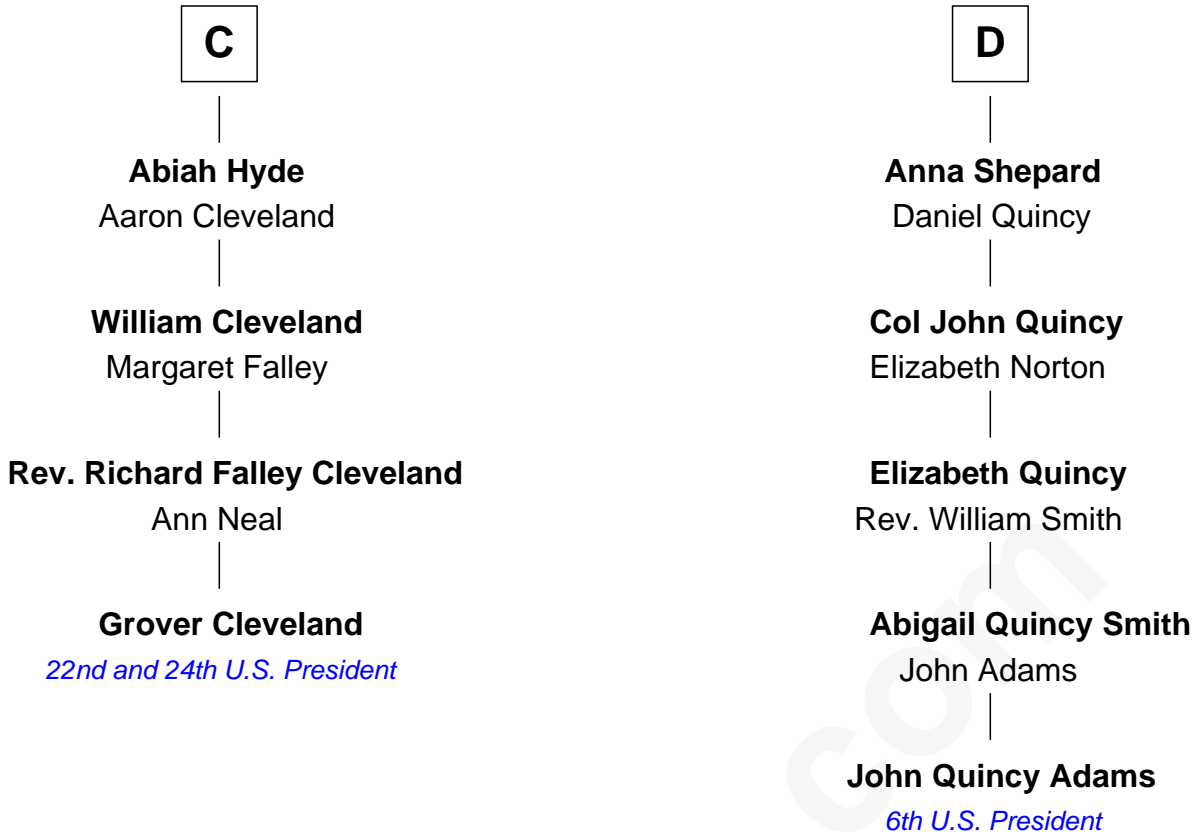 C
Abiah Hyde
Aaron Cleveland
William Cleveland
Margaret Falley
Rev. Richard Falley Cleveland
Ann Neal
Grover Cleveland
22nd and 24th U.S. President
D
Anna Shepard
Daniel Quincy
Col John Quincy
Elizabeth Norton
Elizabeth Quincy
Rev. William Smith
Abigail Quincy Smith
John Adams
John Quincy Adams
6th U.S. President
com